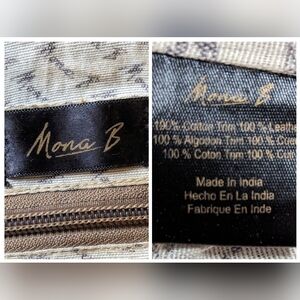 Mona B
Mona B
100% Cotton Trim 100% Leather
100% Algodon Trim 100%
100% Coton Trim 100%
Made In India
Hecho En La India
Fabrique En Inde